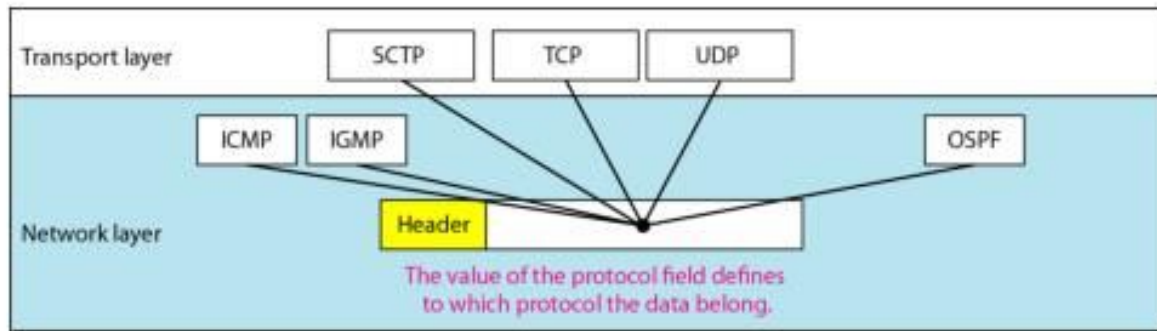 Transport layer
SCTP
TCP
UDP
ICMP
IGMP
OSPF
Header
Network layer
The value of the protocol field defines
to which protocol the data belong.